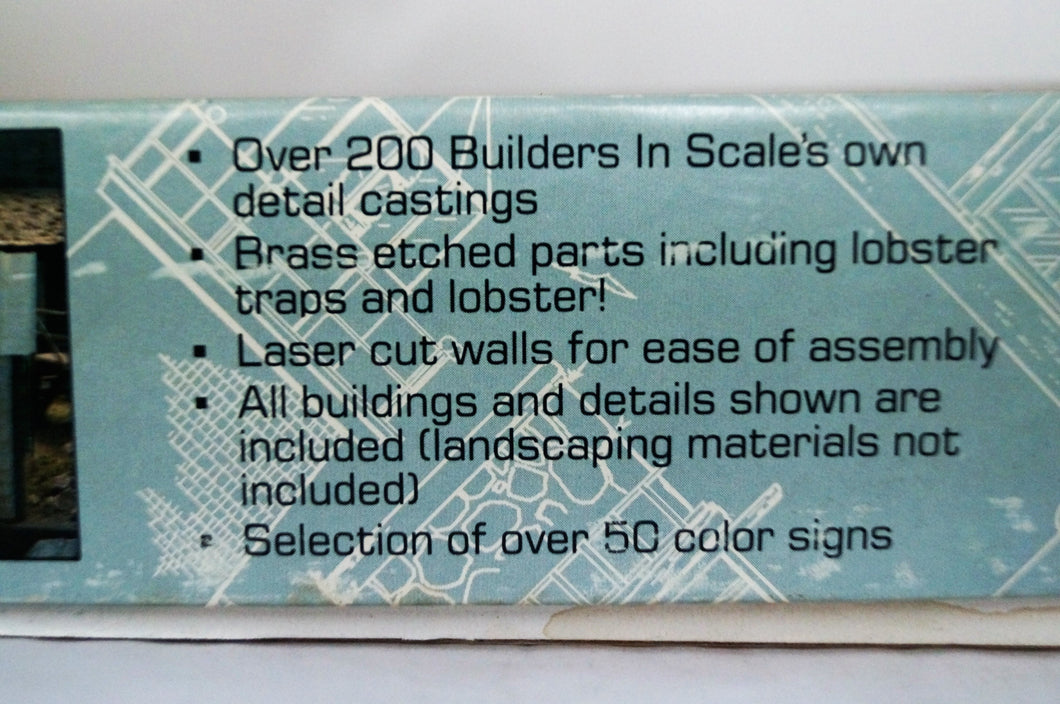 ▪ Over 200 Builders In Scale's own
detail castings
▪ Brass etched parts including lobster
traps and lobster!
▪ Laser cut walls for ease of assembly
▪ All buildings and details shown are
included (landscaping materials not
included)
▪ Selection of over 50 color signs